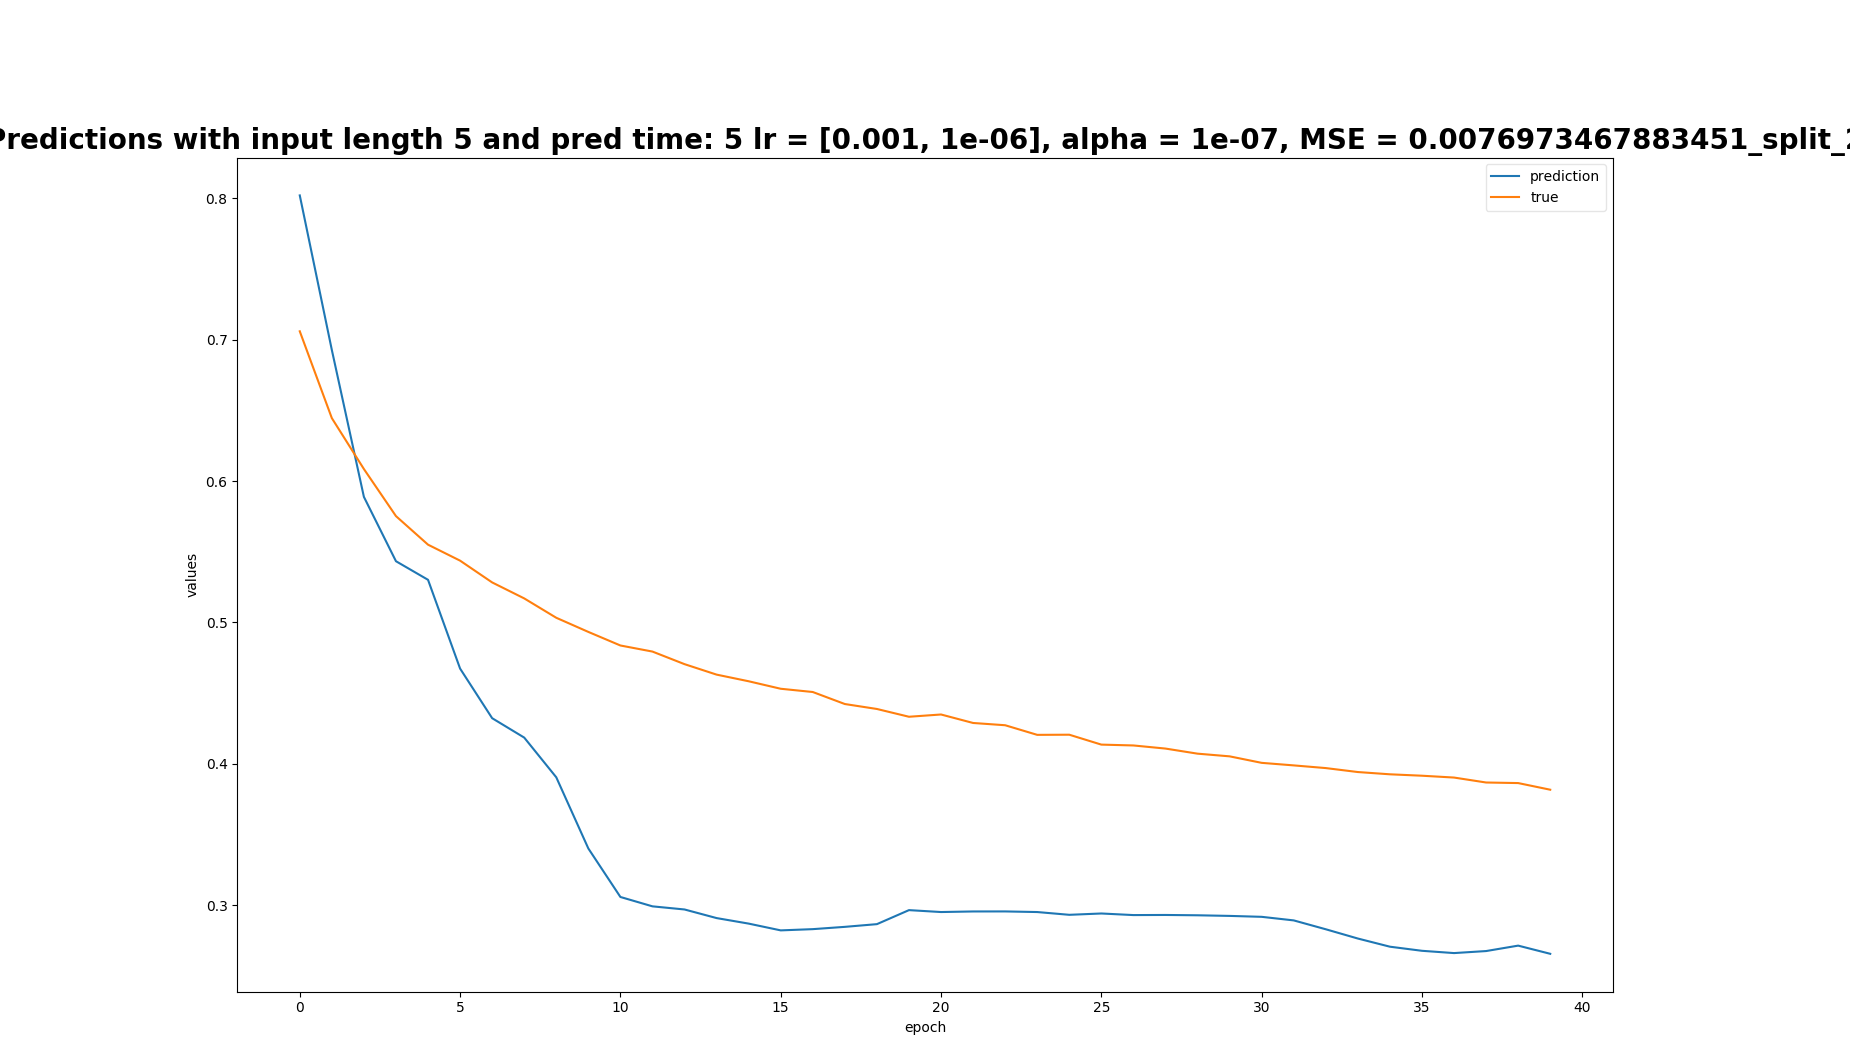 Predictions with input length 5 and pred time: 5 lr = [0.001, 1e-06], alpha = 1e-07, MSE = 0.0076973467883451_split_2
prediction
true
0.8
0.7
0.6
0.5
0.4
0.3
values
0 5 10 15 20 25 30 35 40
epoch